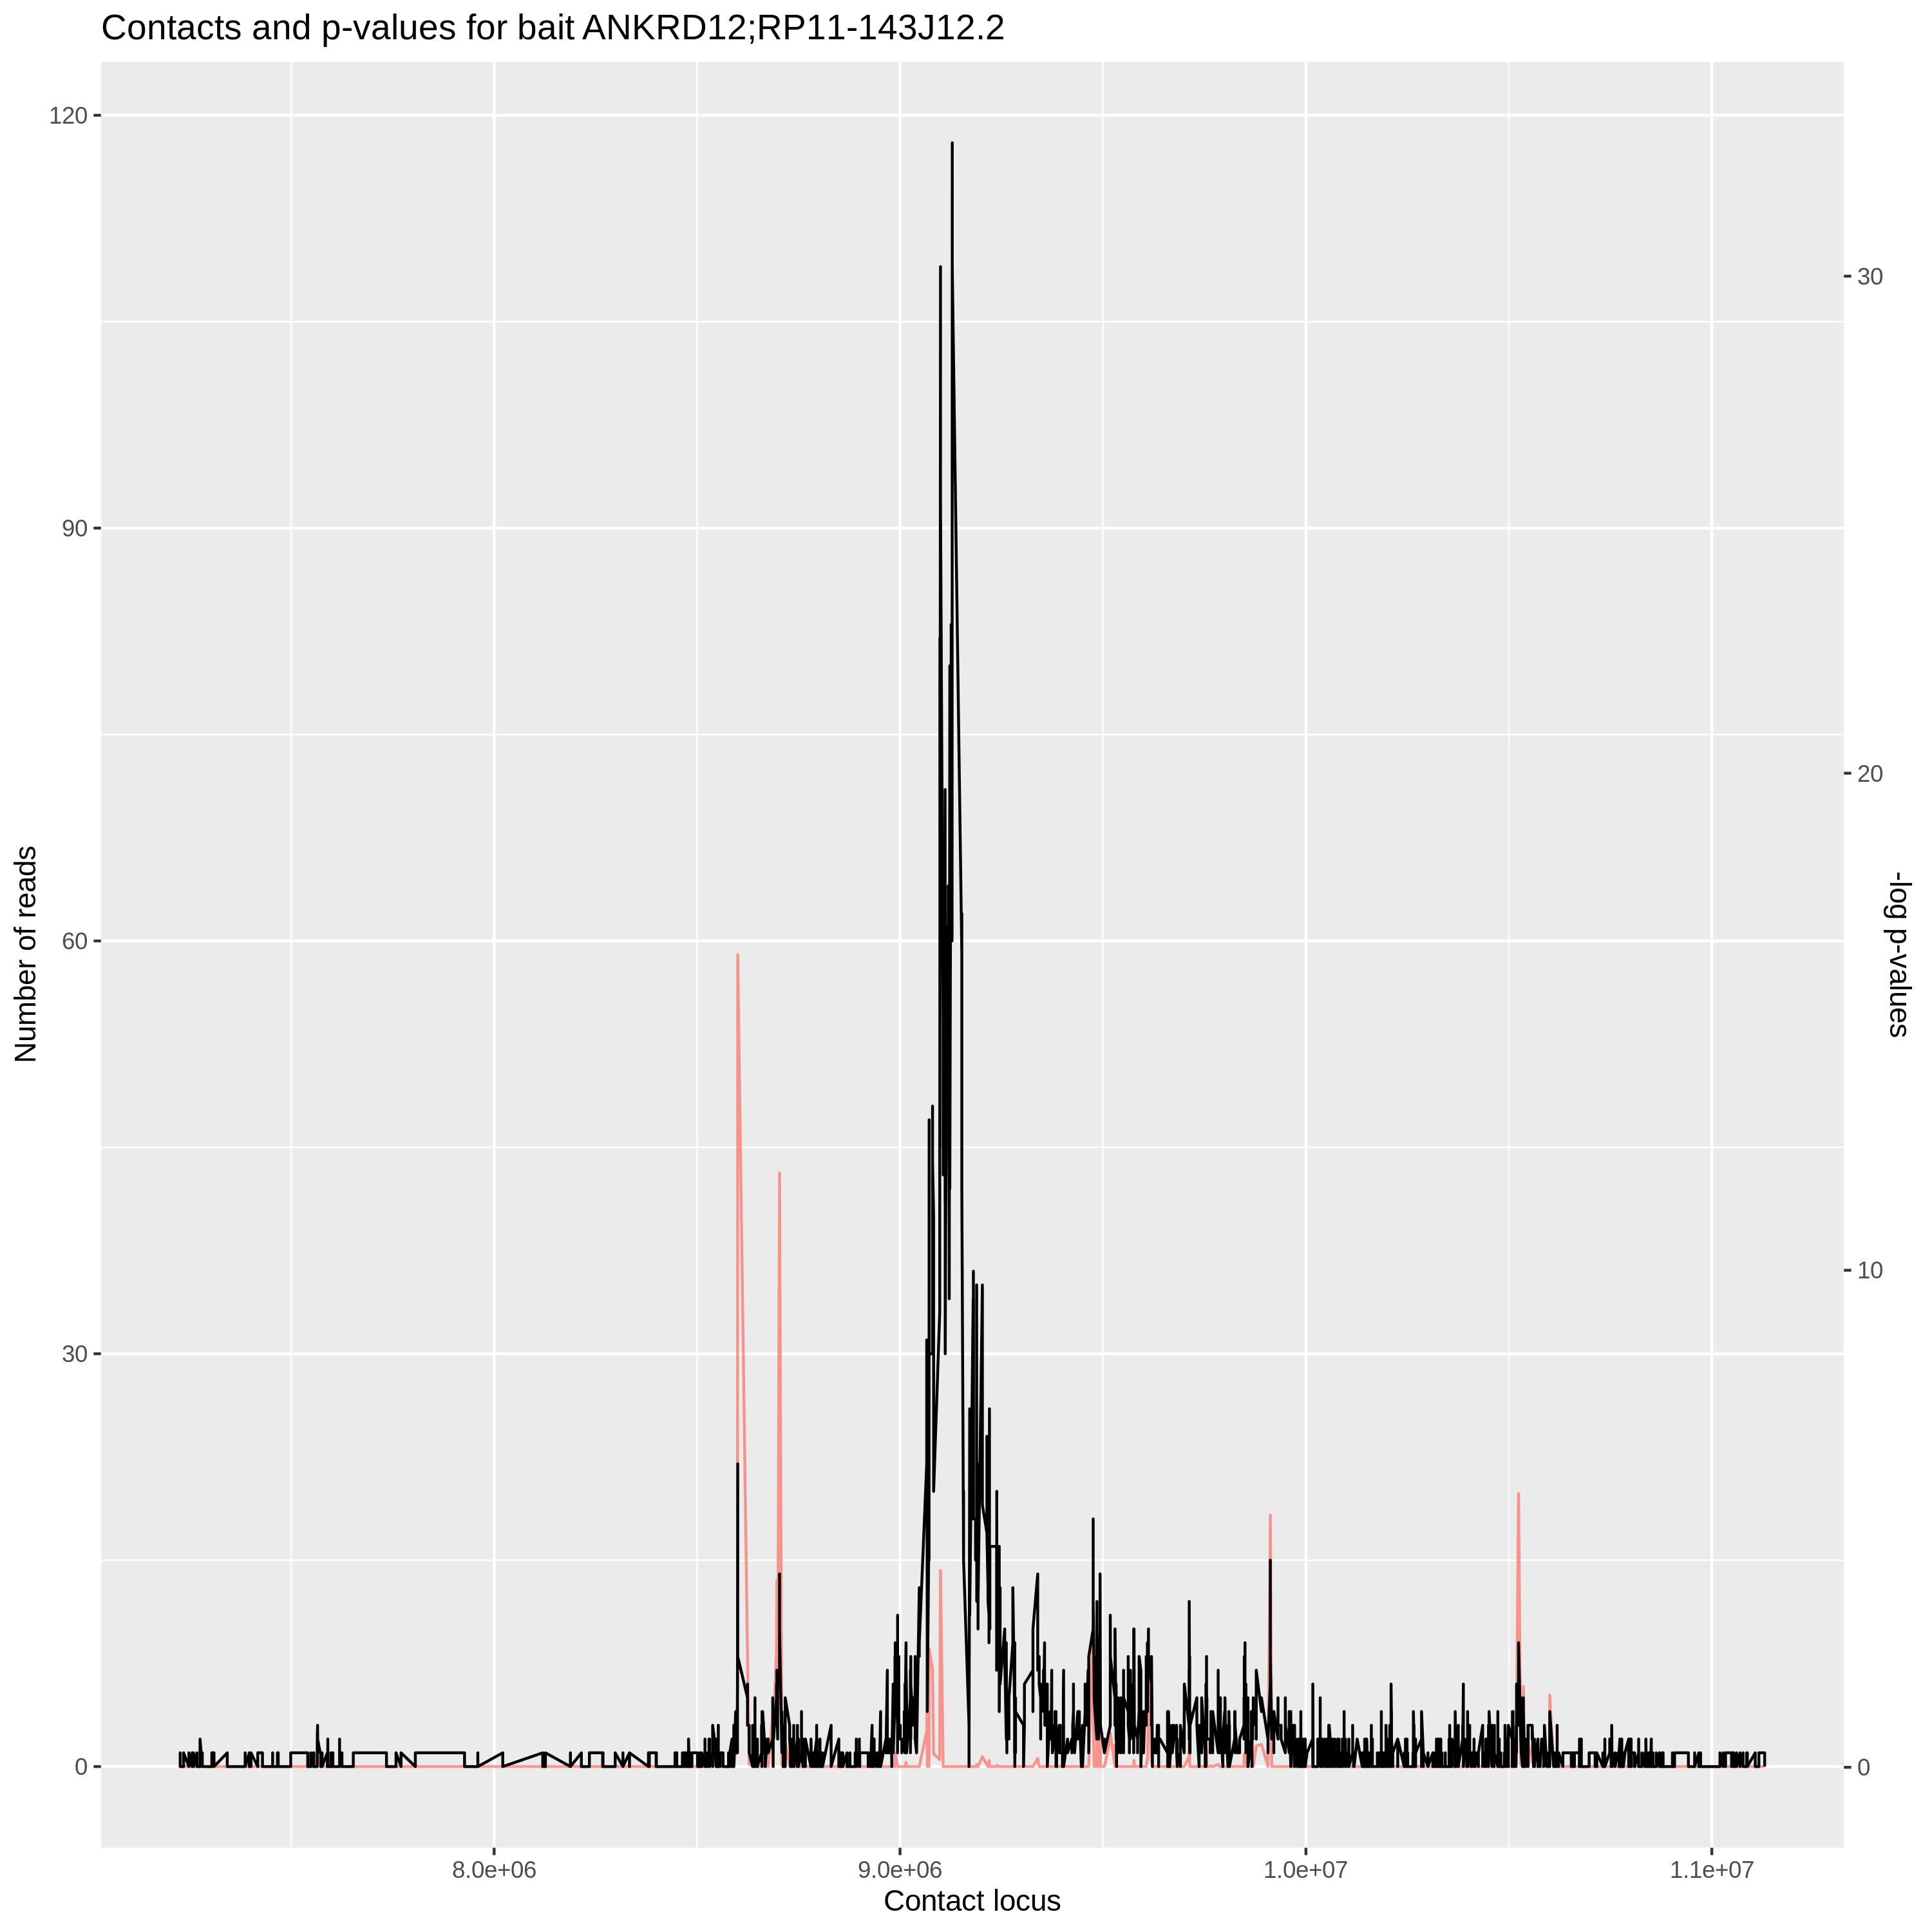 Contacts and p-values for bait ANKRD12;RP11-143J12.2
120
90
60
30
0
30
20
10
0
Number of reads
-log p-values
8.0e+06
9.0e+06
1.0e+07
1.1e+07
Contact locus